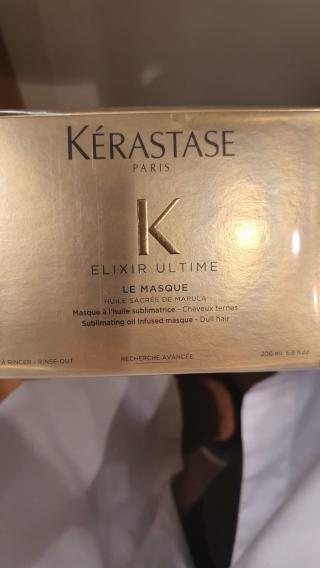 KÉRASTASE
PARIS
K
ELIXIR ULTIME
LE MASQUE
HUILE SACRÉE DE MARULA
Masque à l'huile sublimatrice - Cheveux ternes
Sublimating oil infused masque - Dull hair
À RINCER - RINSE-OUT RECHERCHE AVANCÉE 200 ml 6.8 fl.oz